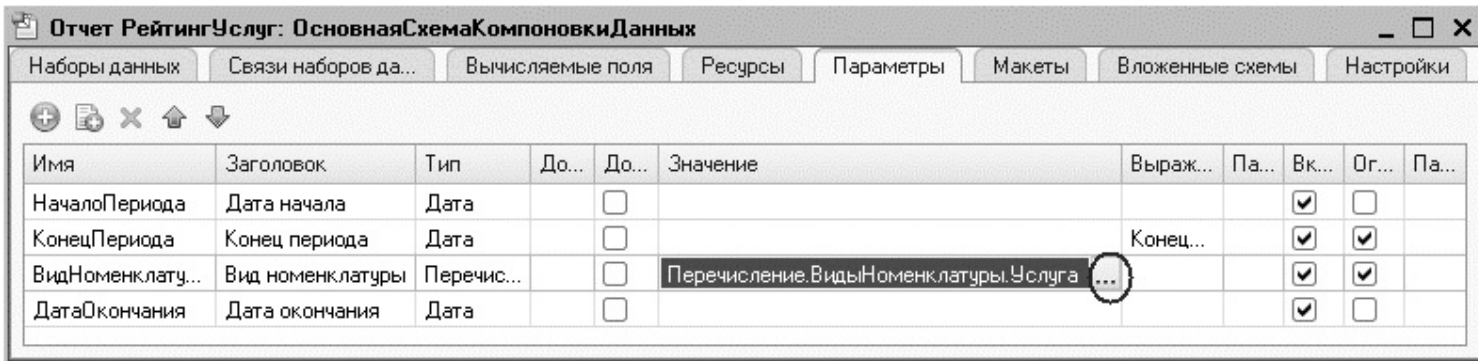 Отчет РейтингУслуг: ОсновнаяСхемаКомпоновкиДанных
Наборы данных Связи наборов да... Вычисляемые поля Ресурсы Параметры Макеты Вложенные схемы Настройки
Имя Заголовок Тип До... До... Значение Выраж... Па... Вк... Ог... Па...
НачалоПериода Дата начала Дата
КонецПериода Конец периода Дата Конец...
ВидНоменклату... Вид номенклатуры Перечис... Перечисление.ВидыНоменклатуры.Услуга ...
ДатаОкончания Дата окончания Дата